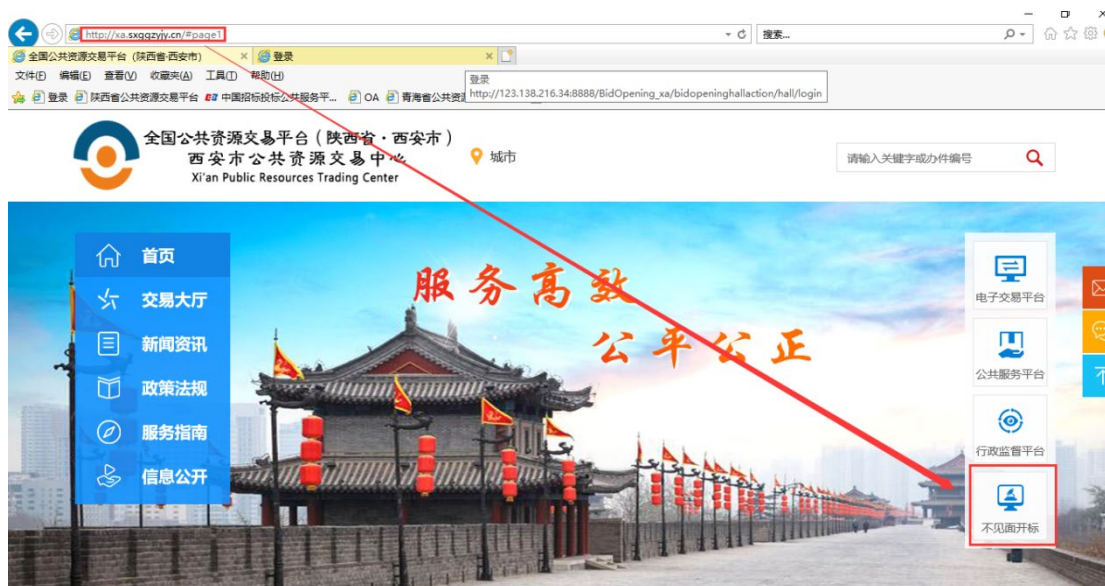 http://xa.sxggzyjy.cn/#page1
搜索...
全国公共资源交易平台（陕西省·西安市）
登录
文件(F) 编辑(E) 查看(V) 收藏夹(A) 工具(T) 帮助(H)
登录
http://123.138.216.34:8888/BidOpening_xa/bidopeninghallaction/hall/login
登录 陕西省公共资源交易平台 中国招标投标公共服务平... OA 青海省公共资
全国公共资源交易平台（陕西省·西安市）
西安市公共资源交易中心
Xi'an Public Resources Trading Center
城市
请输入关键字或办件编号
首页
交易大厅
新闻资讯
政策法规
服务指南
信息公开
服务高效
公平公正
电子交易平台
公共服务平台
行政监督平台
不见面开标